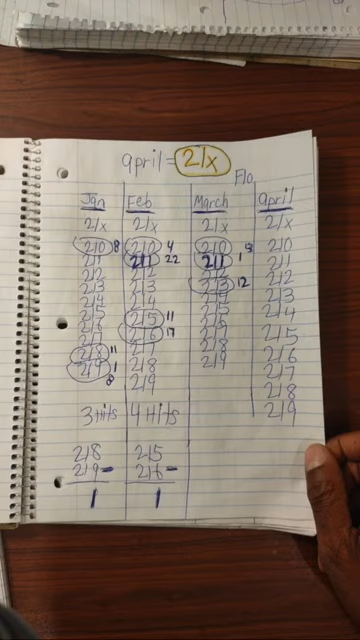 april = 21x
Flo
Jan Feb March April
21x 21x 21x 21x
210 8 210 4 210 9 210
211 211 22 211 1 211
212 212 212 212
213 213 213 12 213
214 214 214 214
215 215 11 215 215
216 216 17 216 216
217 217 217 217
218 11 218 218 218
219 1 219 219 219
8
3 Hits 4 Hits
218 215
219 - 216 -
1 1